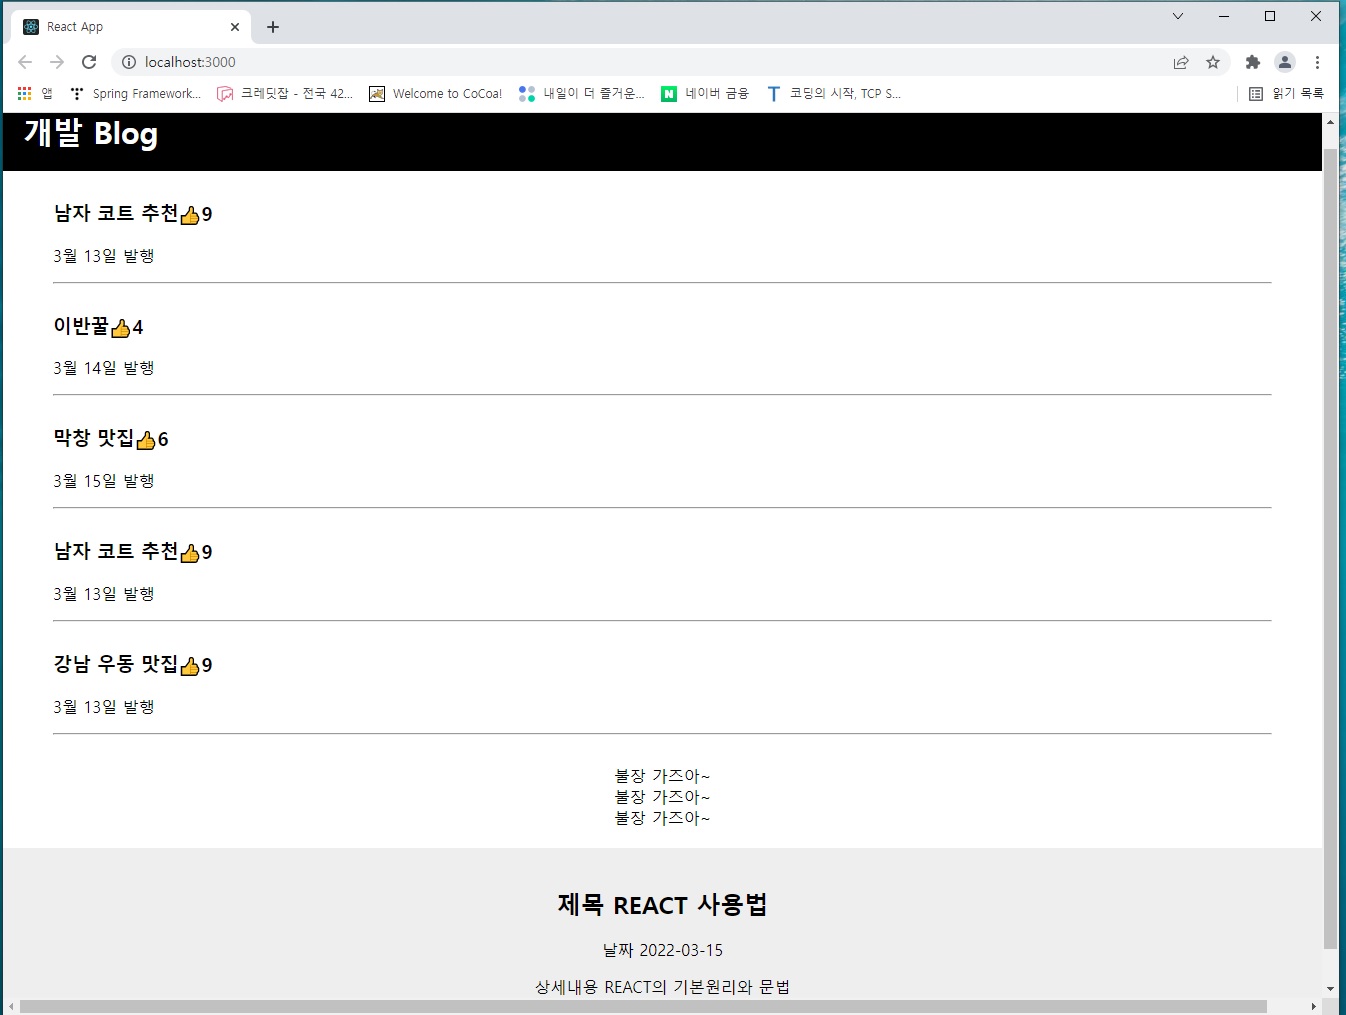 React App
localhost:3000
앱 Spring Framework... 크레딧잡 - 전국 42... Welcome to CoCoa! 내일이 더 즐거운... N 네이버 금융 T 코딩의 시작, TCP S... 읽기 목록
개발 Blog
남자 코트 추천👍9
3월 13일 발행
이반꿀👍4
3월 14일 발행
막창 맛집👍6
3월 15일 발행
남자 코트 추천👍9
3월 13일 발행
강남 우동 맛집👍9
3월 13일 발행
불장 가즈아~
불장 가즈아~
불장 가즈아~
제목 REACT 사용법
날짜 2022-03-15
상세내용 REACT의 기본원리와 문법